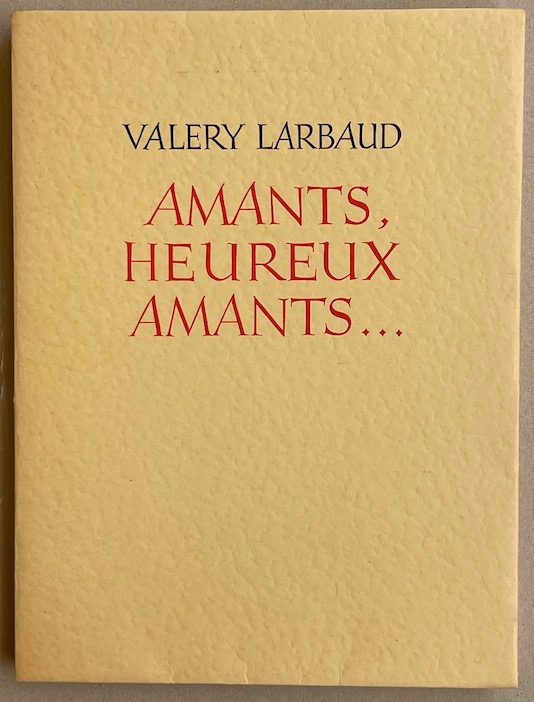 VALERY LARBAUD
AMANTS,
HEUREUX
AMANTS...